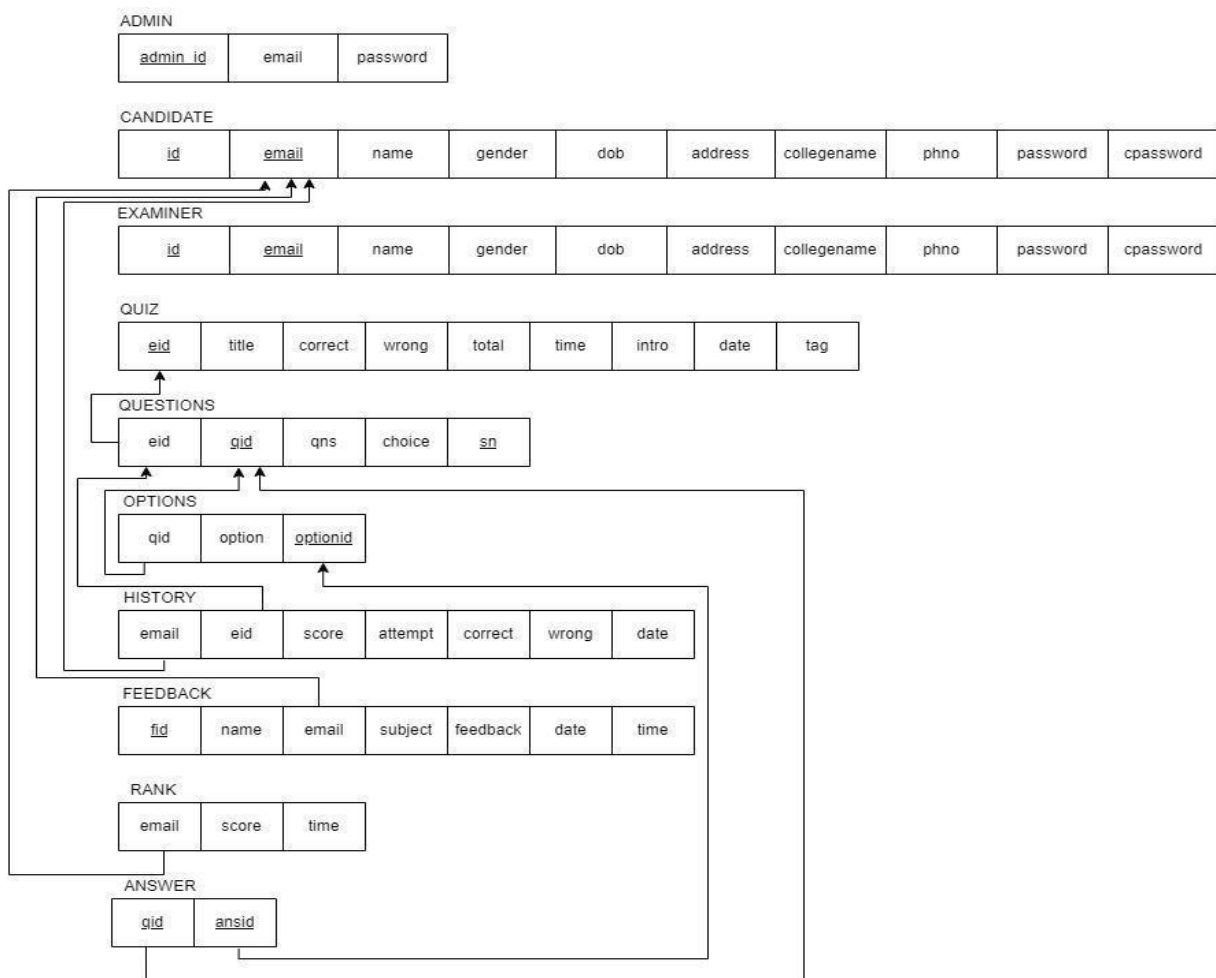 ADMIN
admin_id email password
CANDIDATE
id email name gender dob address collegename phno password cpassword
EXAMINER
id email name gender dob address collegename phno password cpassword
QUIZ
eid title correct wrong total time intro date tag
QUESTIONS
eid qid qns choice sn
OPTIONS
qid option optionid
HISTORY
email eid score attempt correct wrong date
FEEDBACK
fid name email subject feedback date time
RANK
email score time
ANSWER
qid ansid